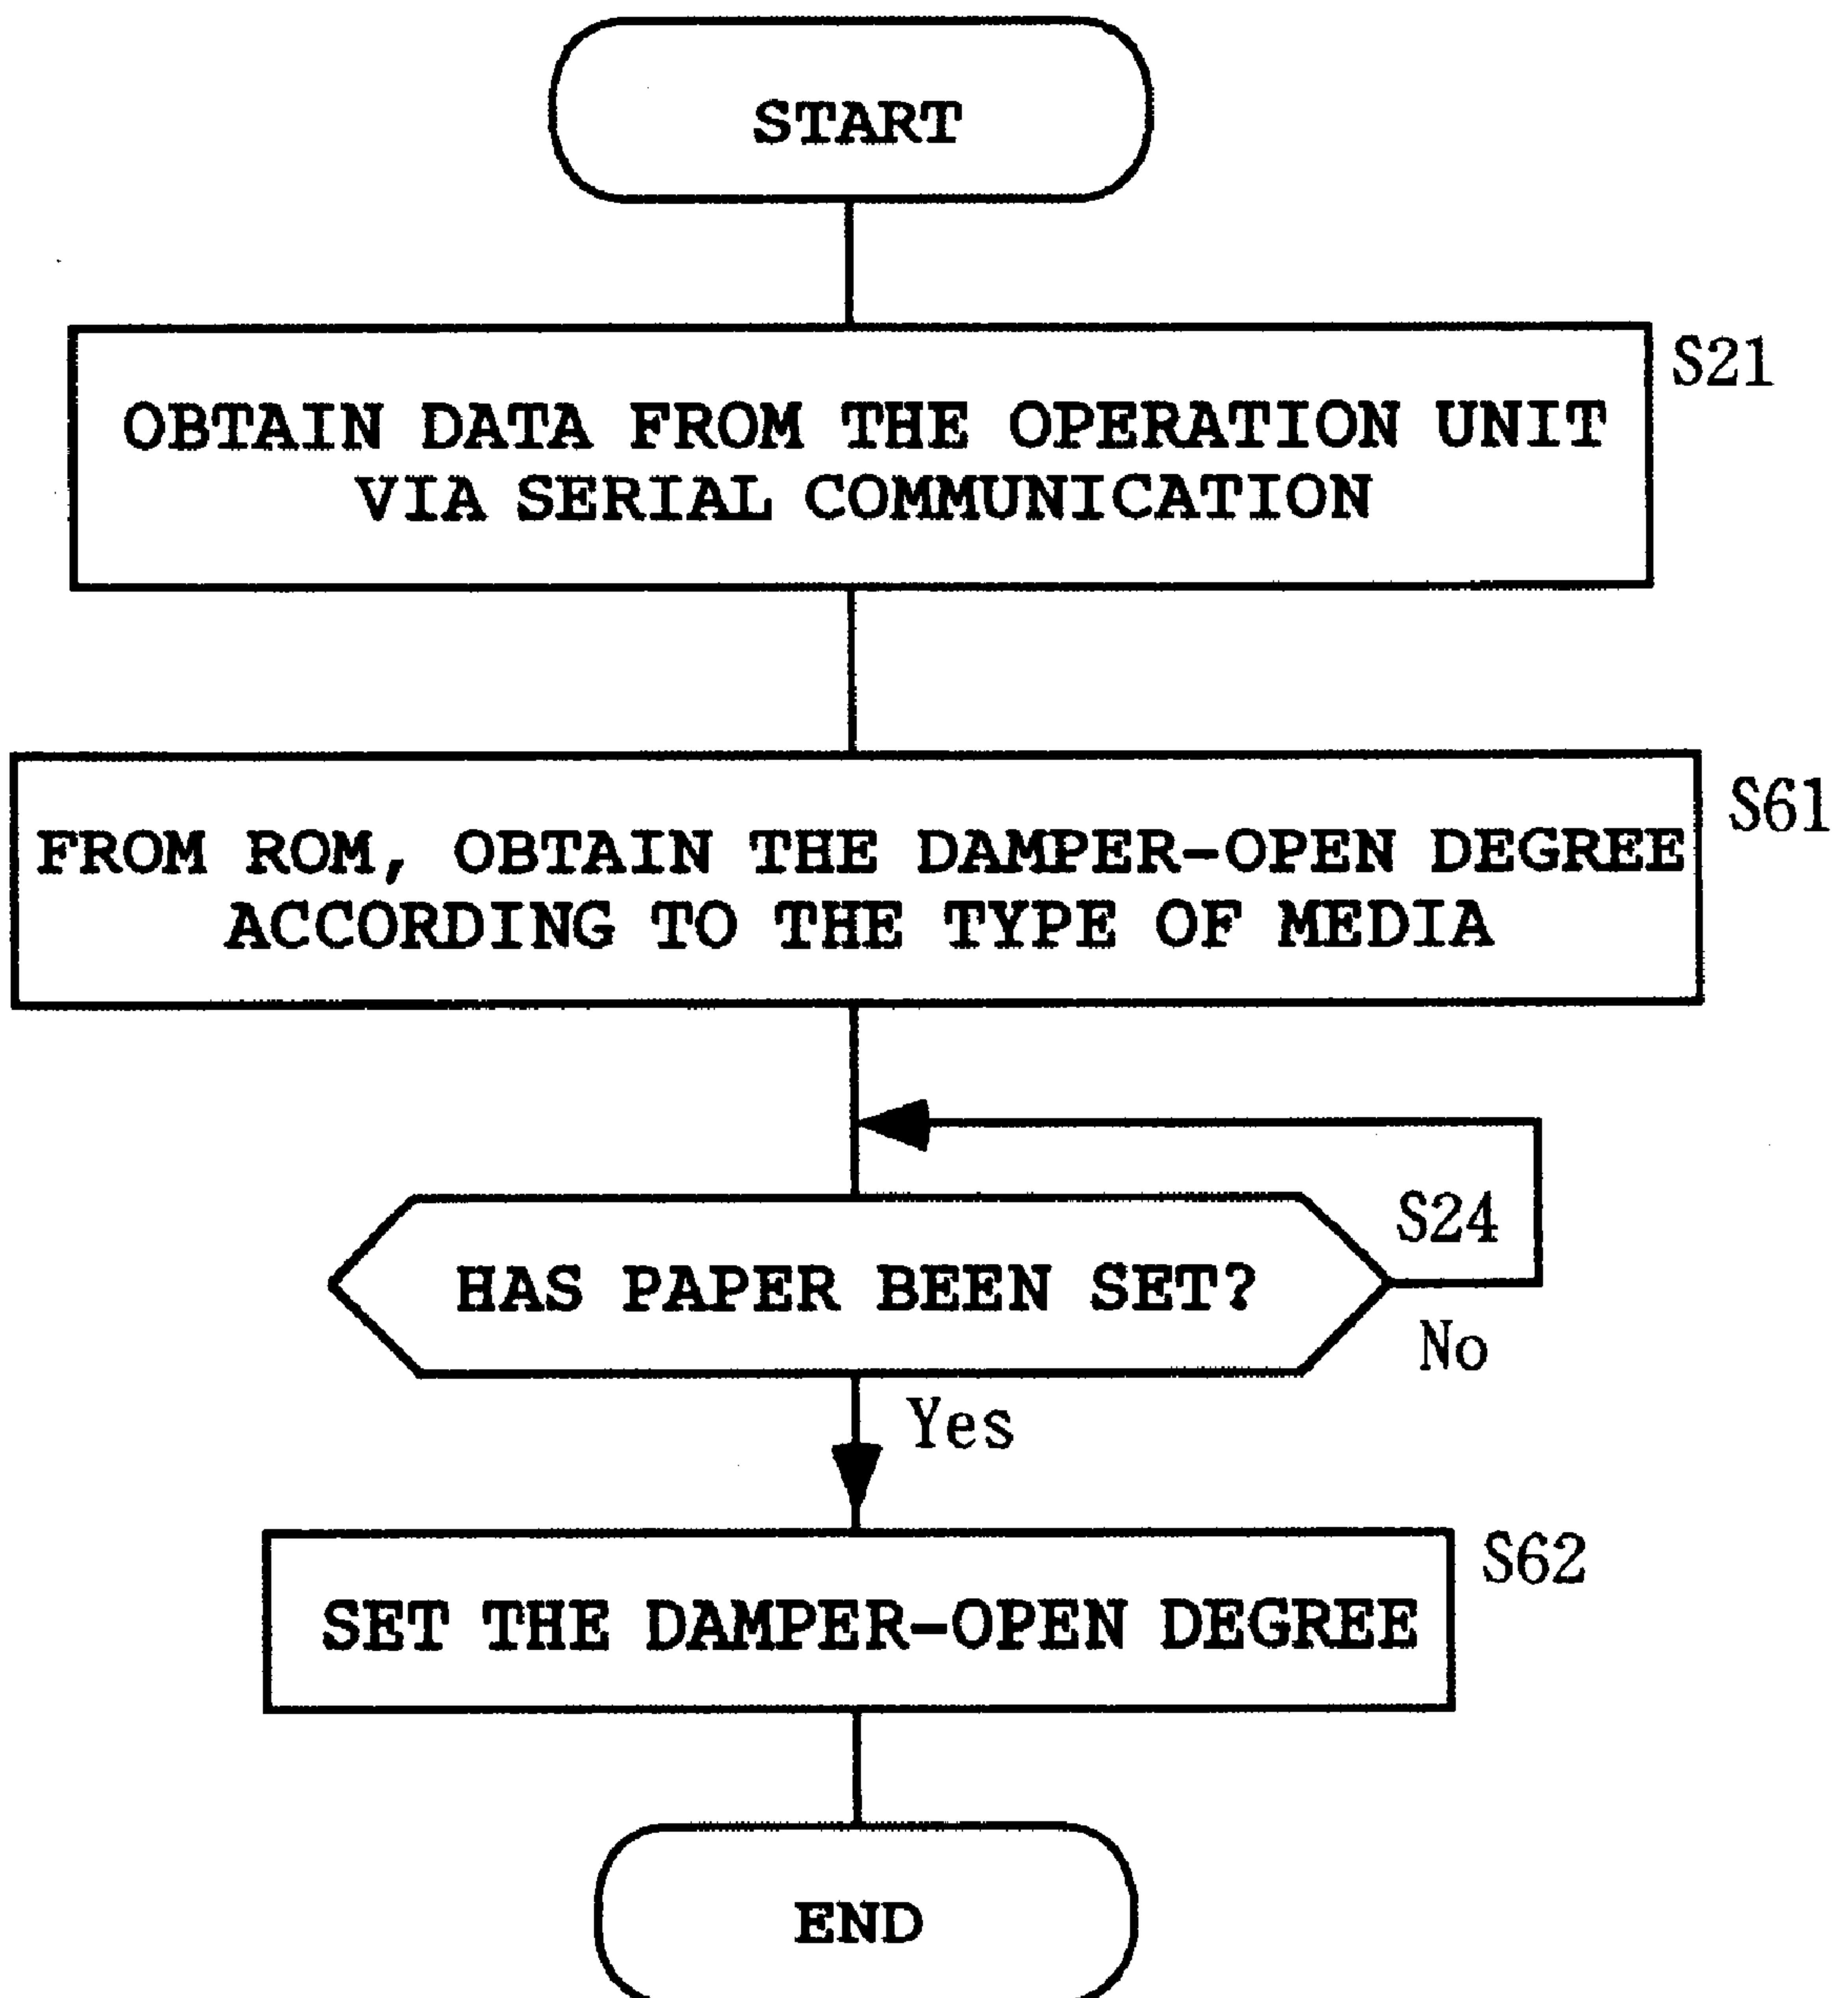 START
S21
OBTAIN DATA FROM THE OPERATION UNIT
VIA SERIAL COMMUNICATION
S61
FROM ROM, OBTAIN THE DAMPER-OPEN DEGREE
ACCORDING TO THE TYPE OF MEDIA
S24
HAS PAPER BEEN SET?
No
Yes
S62
SET THE DAMPER-OPEN DEGREE
END